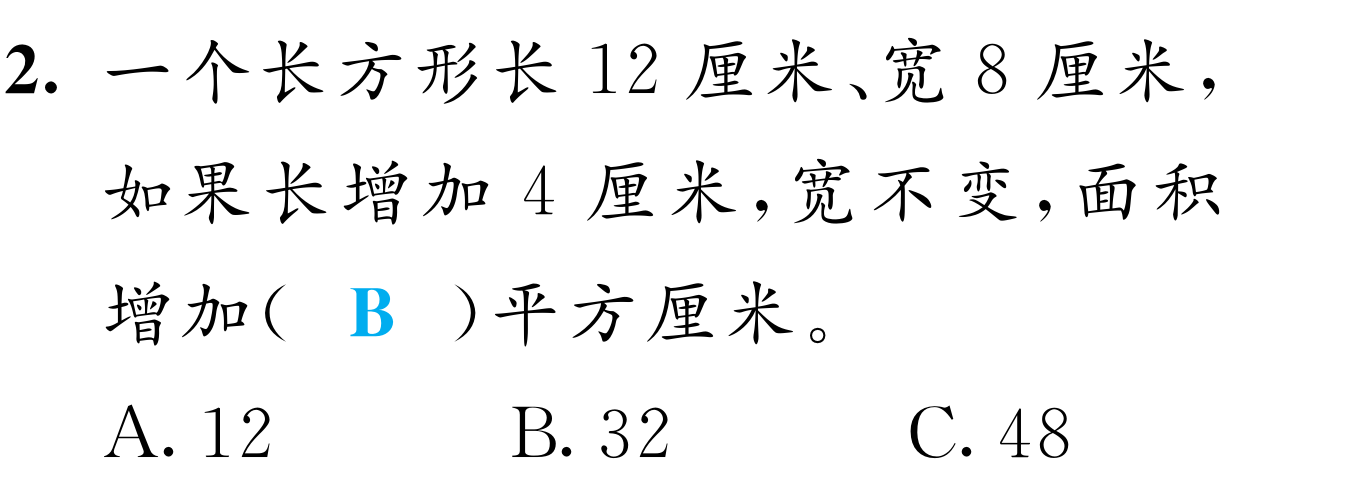 2. 一个长方形长 12 厘米、宽 8 厘米，
如果长增加 4 厘米，宽不变，面积
增加( B )平方厘米。
A. 12 B. 32 C. 48